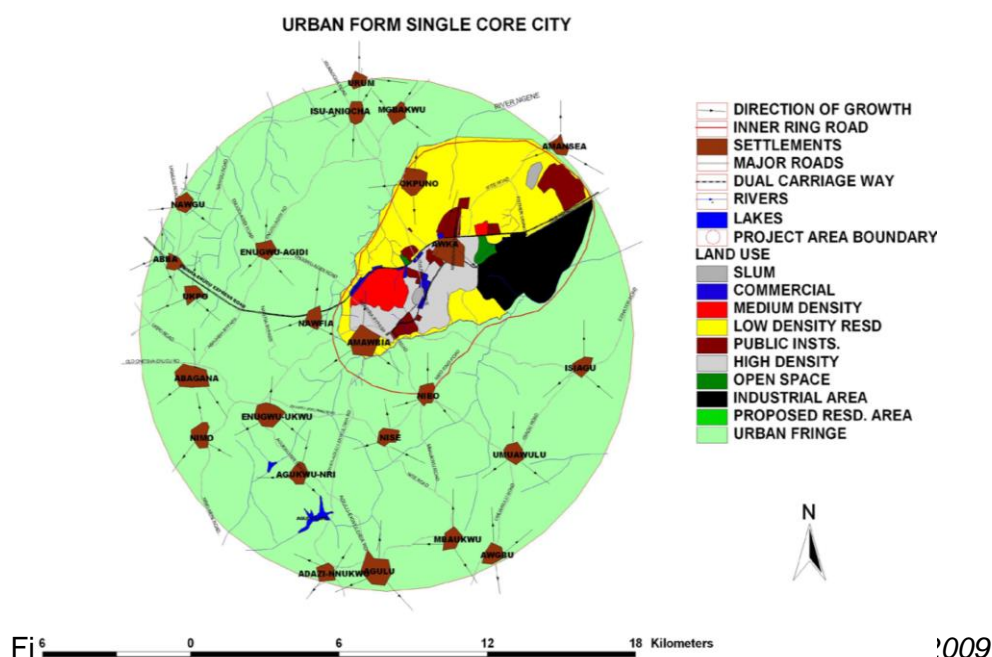 URBAN FORM SINGLE CORE CITY
URUM
ISU-ANIOCHA
MGBAKWU
RIVER NGENE
AMANSEA
OKPUNO
NAWGU
AWKA
ENUGWU-AGIDI
ABBA
UKPO
NAWFIA
AMAWBIA
ABAGANA
ISIAGU
NIBO
ENUGWU-UKWU
NIMO
NISE
UMUAWULU
AGUKWU-NRI
MBAUKWU
AWGBU
ADAZI-NNUKWU
AGULU
DIRECTION OF GROWTH
INNER RING ROAD
SETTLEMENTS
MAJOR ROADS
DUAL CARRIAGE WAY
RIVERS
LAKES
PROJECT AREA BOUNDARY
LAND USE
SLUM
COMMERCIAL
MEDIUM DENSITY
LOW DENSITY RESD
PUBLIC INSTS.
HIGH DENSITY
OPEN SPACE
INDUSTRIAL AREA
PROPOSED RESD. AREA
URBAN FRINGE
N
Fi 6 0 6 12 18 Kilometers 2009